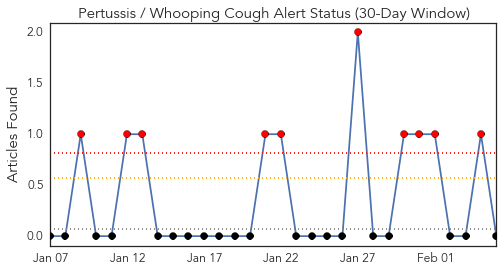 Pertussis / Whooping Cough Alert Status (30-Day Window)
Articles Found
2.0
1.5
1.0
0.5
0.0
Jan 07 Jan 12 Jan 17 Jan 22 Jan 27 Feb 01